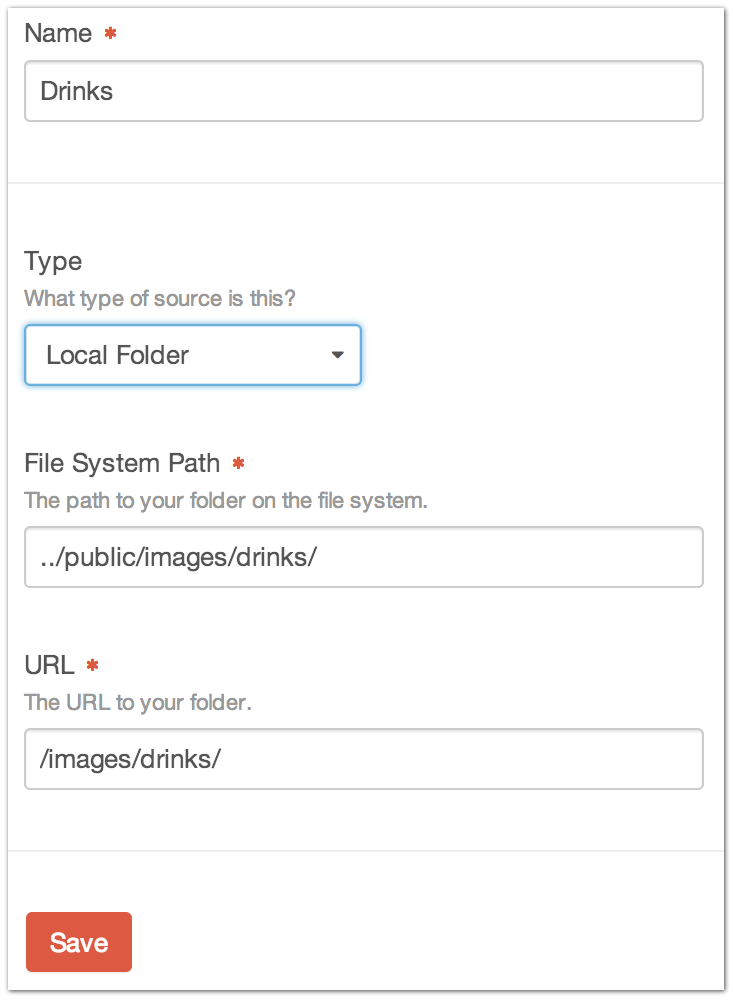 Name *
Drinks
Type
What type of source is this?
Local Folder
File System Path *
The path to your folder on the file system.
../public/images/drinks/
URL *
The URL to your folder.
/images/drinks/
Save